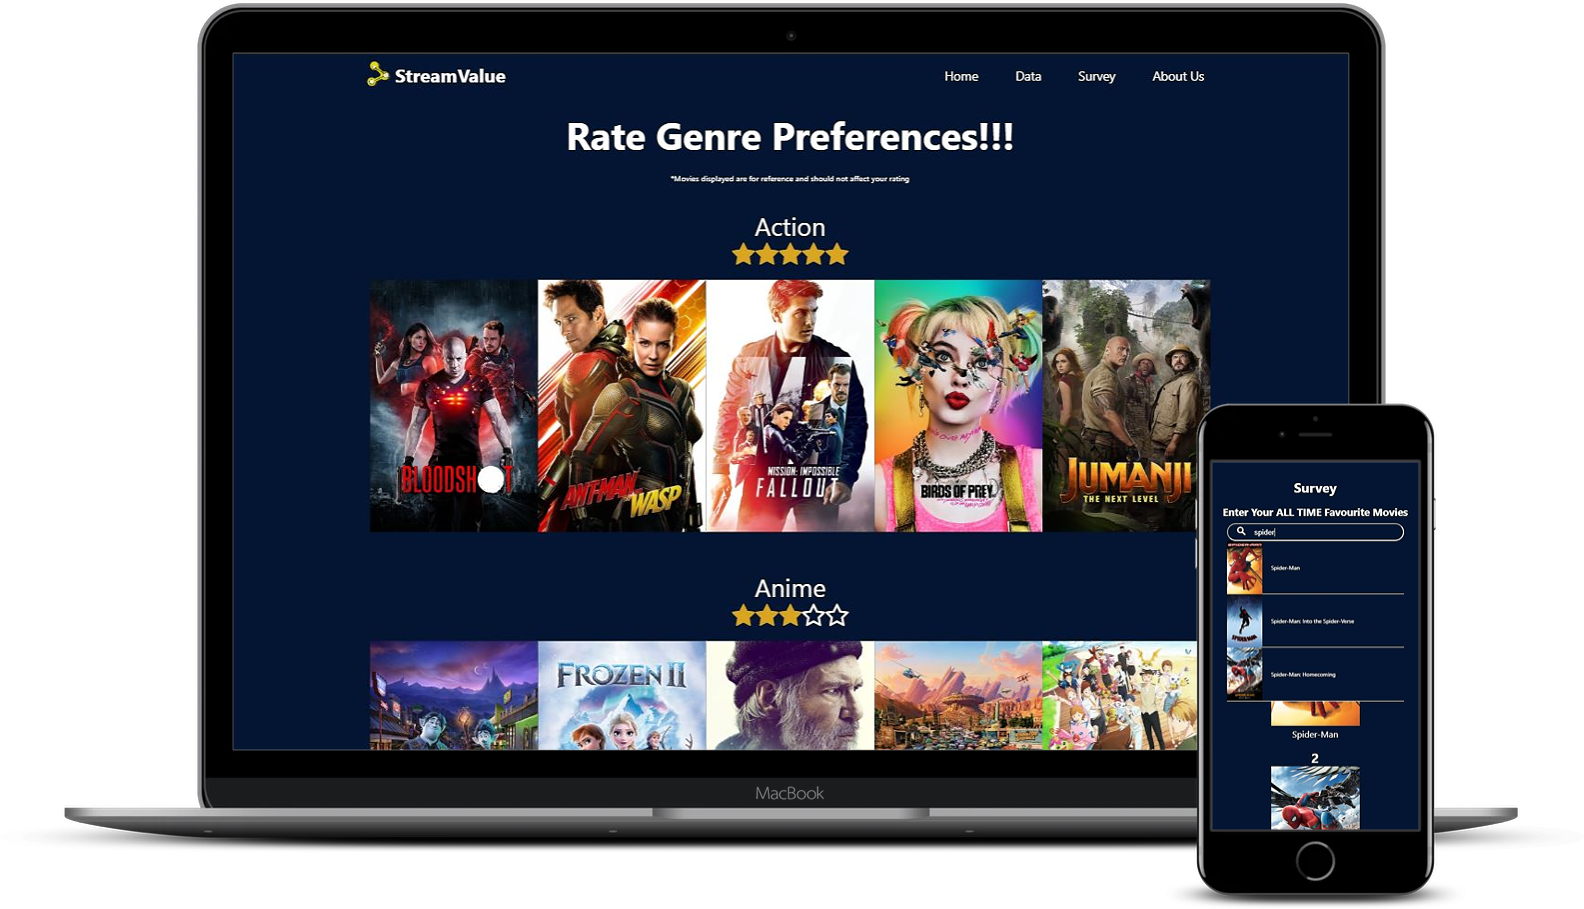 StreamValue
Home Data Survey About Us
Rate Genre Preferences!!!
*Movies displayed are for reference and should not affect your rating
Action
BLOODSHOT
ANT-MAN
WASP
MISSION: IMPOSSIBLE
FALLOUT
BIRDS OF PREY
JUMANJI
THE NEXT LEVEL
Anime
FROZEN II
MacBook
Survey
Enter Your ALL TIME Favourite Movies
spider
Spider-Man
Spider-Man: Into the Spider-Verse
Spider-Man: Homecoming
Spider-Man
2